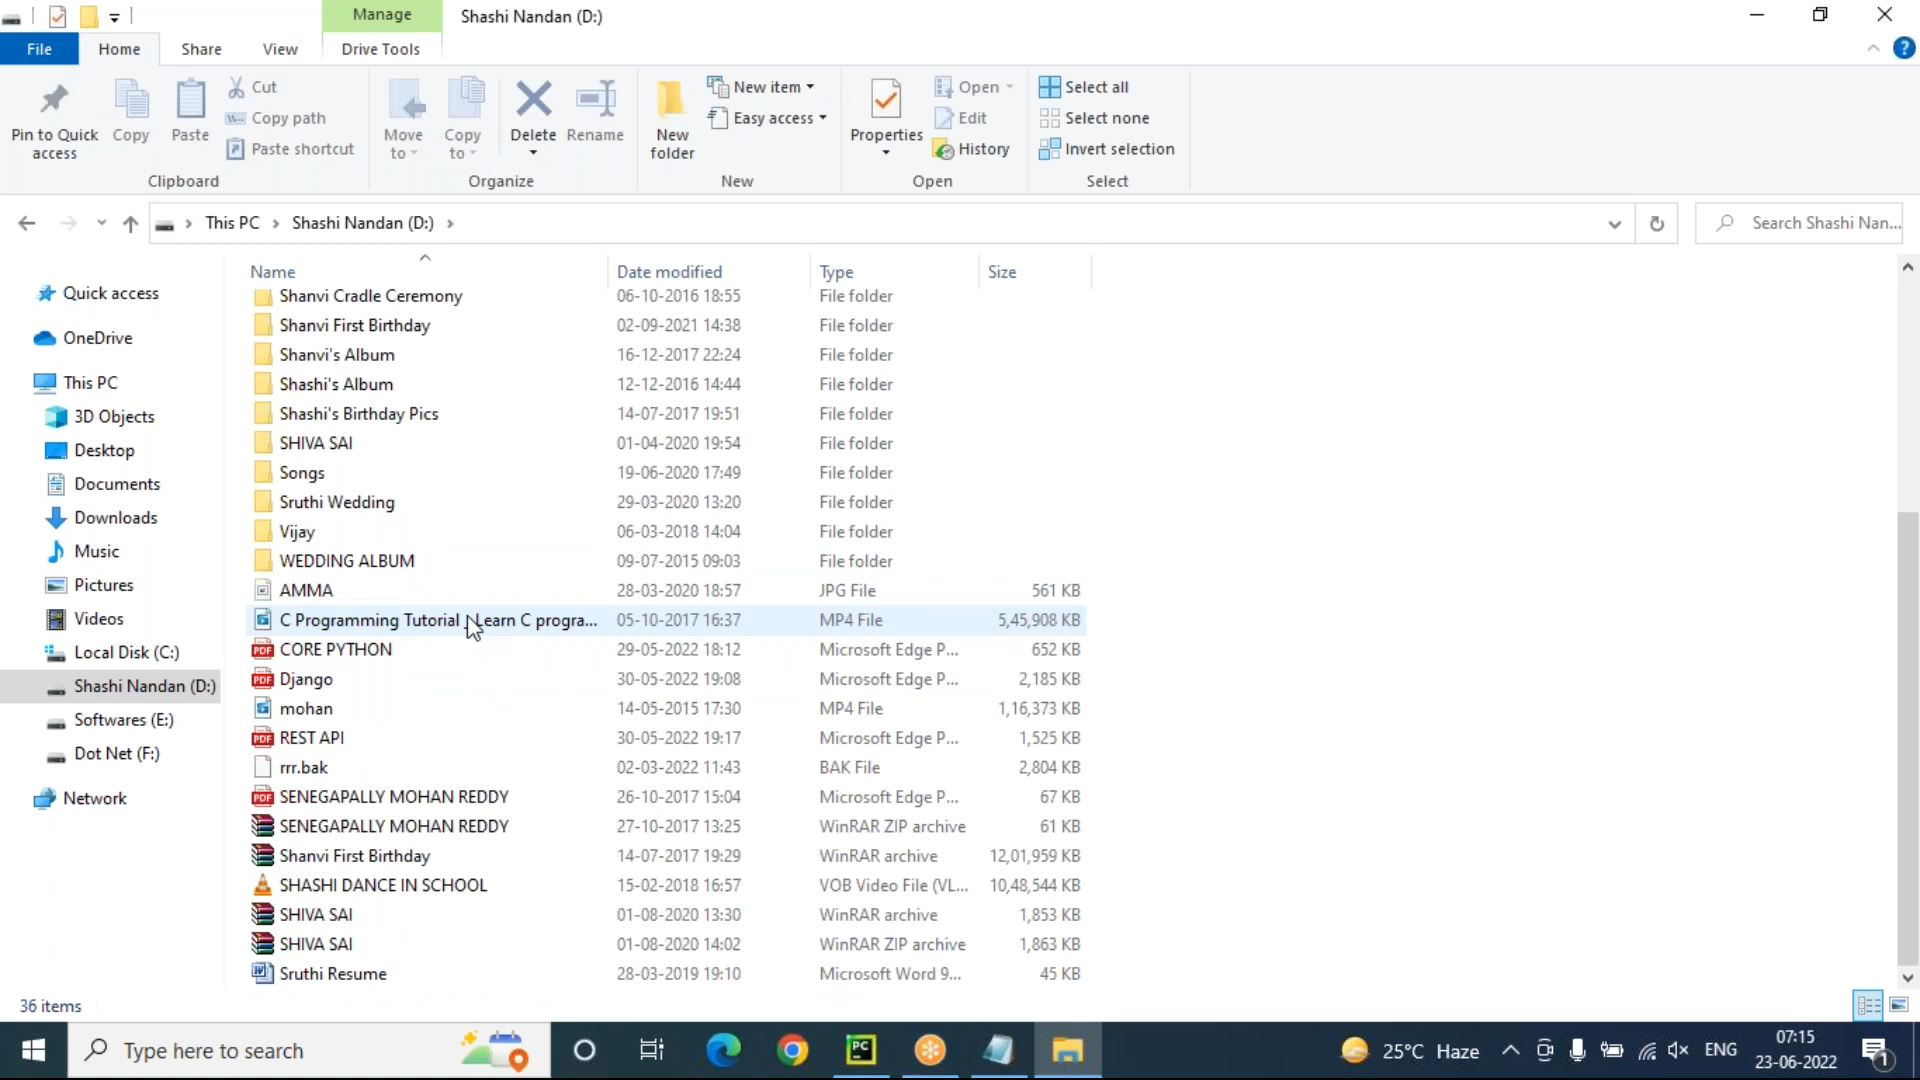 Manage
Shashi Nandan (D:)
File
Home
Share
View
Drive Tools
?
Pin to Quick access
Copy
Paste
Cut
Copy path
Paste shortcut
Move to
Copy to
Delete
Rename
New folder
New item
Easy access
Properties
Open
Edit
History
Select all
Select none
Invert selection
Clipboard
Organize
New
Open
Select
This PC > Shashi Nandan (D:) >
Search Shashi Nan...
Name Date modified Type Size
Quick access
OneDrive
This PC
3D Objects
Desktop
Documents
Downloads
Music
Pictures
Videos
Local Disk (C:)
Shashi Nandan (D:)
Softwares (E:)
Dot Net (F:)
Network
Shanvi Cradle Ceremony 06-10-2016 18:55 File folder
Shanvi First Birthday 02-09-2021 14:38 File folder
Shanvi's Album 16-12-2017 22:24 File folder
Shashi's Album 12-12-2016 14:44 File folder
Shashi's Birthday Pics 14-07-2017 19:51 File folder
SHIVA SAI 01-04-2020 19:54 File folder
Songs 19-06-2020 17:49 File folder
Sruthi Wedding 29-03-2020 13:20 File folder
Vijay 06-03-2018 14:04 File folder
WEDDING ALBUM 09-07-2015 09:03 File folder
AMMA 28-03-2020 18:57 JPG File 561 KB
C Programming Tutorial _ Learn C progra... 05-10-2017 16:37 MP4 File 5,45,908 KB
PDF CORE PYTHON 29-05-2022 18:12 Microsoft Edge P... 652 KB
PDF Django 30-05-2022 19:08 Microsoft Edge P... 2,185 KB
mohan 14-05-2015 17:30 MP4 File 1,16,373 KB
PDF REST API 30-05-2022 19:17 Microsoft Edge P... 1,525 KB
rrr.bak 02-03-2022 11:43 BAK File 2,804 KB
PDF SENEGAPALLY MOHAN REDDY 26-10-2017 15:04 Microsoft Edge P... 67 KB
SENEGAPALLY MOHAN REDDY 27-10-2017 13:25 WinRAR ZIP archive 61 KB
Shanvi First Birthday 14-07-2017 19:29 WinRAR archive 12,01,959 KB
SHASHI DANCE IN SCHOOL 15-02-2018 16:57 VOB Video File (VL... 10,48,544 KB
SHIVA SAI 01-08-2020 13:30 WinRAR archive 1,853 KB
SHIVA SAI 01-08-2020 14:02 WinRAR ZIP archive 1,863 KB
Sruthi Resume 28-03-2019 19:10 Microsoft Word 9... 45 KB
36 items
Type here to search
PC
25°C Haze
ENG
07:15
23-06-2022
1